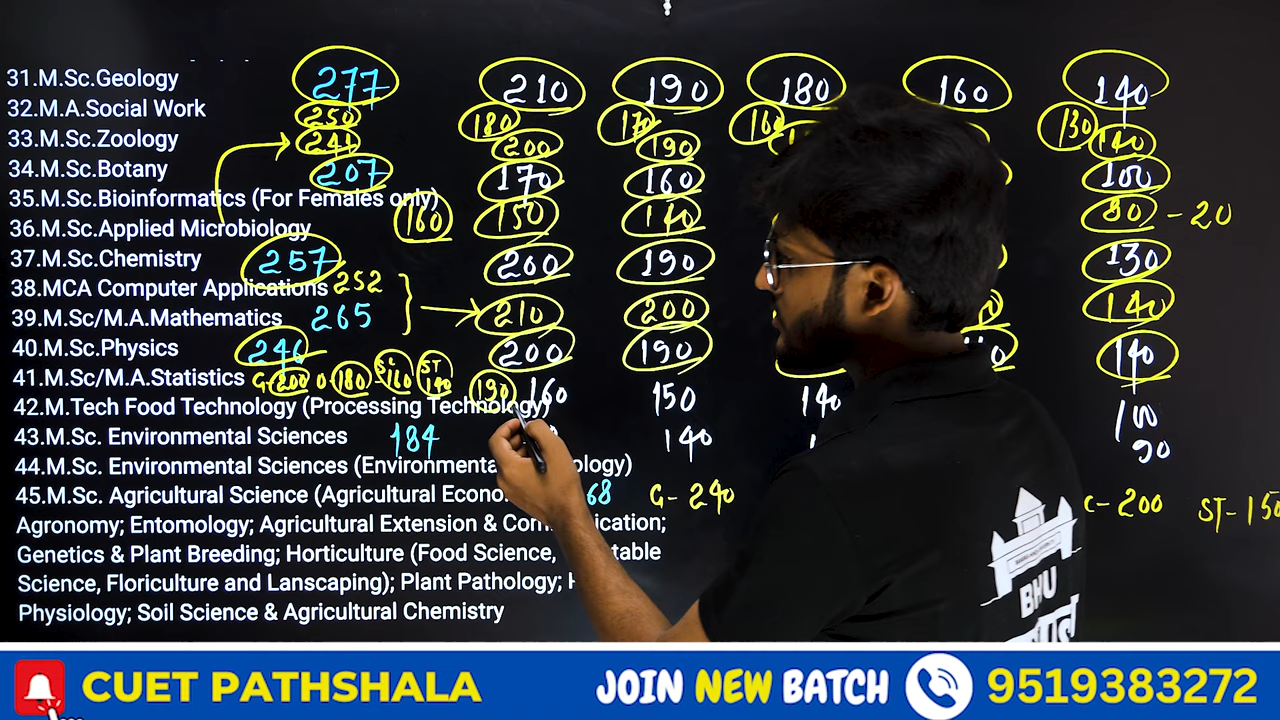 31.M.Sc.Geology 277 210 190 180 160 140
32.M.A.Social Work 250 180 170 160 130
33.M.Sc.Zoology 241 200 190 140
34.M.Sc.Botany 207 170 160 100
35.M.Sc.Bioinformatics (For Females only)
36.M.Sc.Applied Microbiology 160 150 140 80 - 20
37.M.Sc.Chemistry 257 200 190 130
38.MCA Computer Applications 252
39.M.Sc/M.A.Mathematics 265 210 200 140
40.M.Sc.Physics 246 200 190 140
41.M.Sc/M.A.Statistics G- 200 O 180 - SC 160 ST 140 190 160 150 140 100
42.M.Tech Food Technology (Processing Technology)
43.M.Sc. Environmental Sciences 184 140 90
44.M.Sc. Environmental Sciences (Environmenta ology)
45.M.Sc. Agricultural Science (Agricultural Econo 68 G - 240 C - 200 ST - 150
Agronomy; Entomology; Agricultural Extension & Com ication;
Genetics & Plant Breeding; Horticulture (Food Science, table
Science, Floriculture and Lanscaping); Plant Pathology;
Physiology; Soil Science & Agricultural Chemistry
BHU
CUET PATHSHALA JOIN NEW BATCH 9519383272